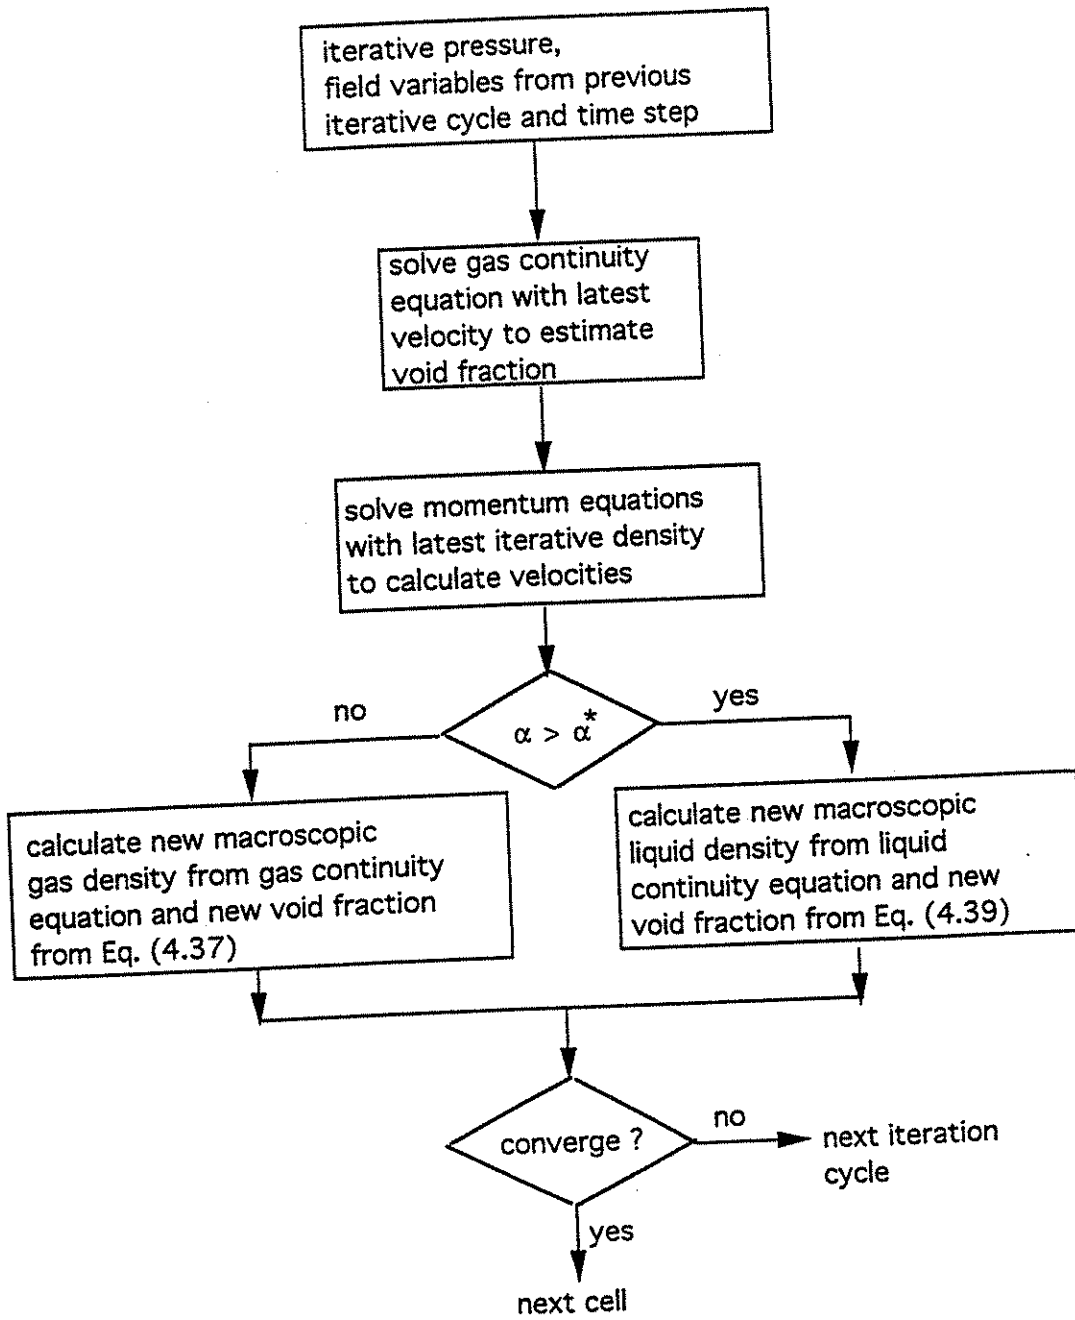 iterative pressure,
field variables from previous
iterative cycle and time step
solve gas continuity
equation with latest
velocity to estimate
void fraction
solve momentum equations
with latest iterative density
to calculate velocities
no
α > α*
yes
calculate new macroscopic
gas density from gas continuity
equation and new void fraction
from Eq. (4.37)
calculate new macroscopic
liquid density from liquid
continuity equation and new
void fraction from Eq. (4.39)
converge ?
no
next iteration
cycle
yes
next cell